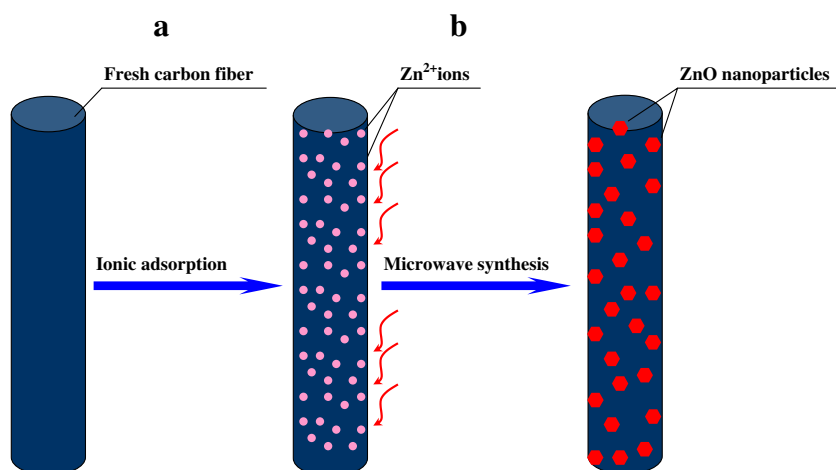 a
b
Fresh carbon fiber
Zn²⁺ions
ZnO nanoparticles
Ionic adsorption
Microwave synthesis